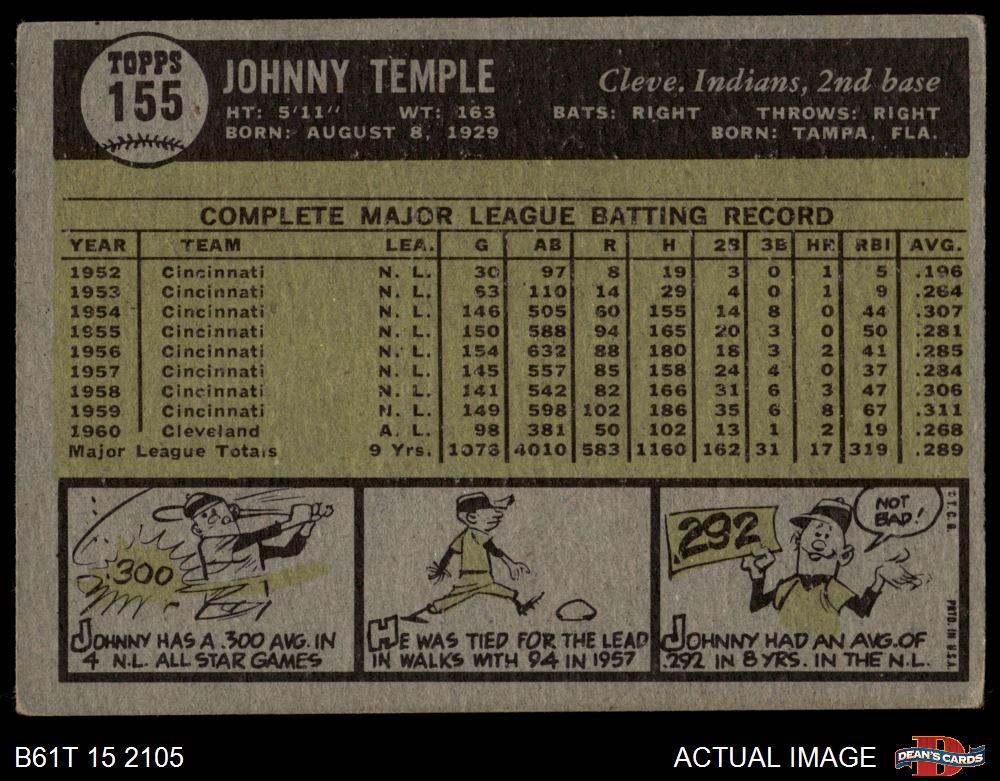 TOPPS
155
JOHNNY TEMPLE
Cleve. Indians, 2nd base
HT: 5'11" WT: 163 BATS: RIGHT THROWS: RIGHT
BORN: AUGUST 8, 1929 BORN: TAMPA, FLA.
COMPLETE MAJOR LEAGUE BATTING RECORD
YEAR TEAM LEA. G AB R H 2B 3B HR RBI AVG.
1952 Cincinnati N. L. 30 97 8 19 3 0 1 5 .196
1953 Cincinnati N. L. 63 110 14 29 4 0 1 9 .264
1954 Cincinnati N. L. 146 505 60 155 14 8 0 44 .307
1955 Cincinnati N. L. 150 588 94 165 20 3 0 50 .281
1956 Cincinnati N. L. 154 632 88 180 18 3 2 41 .285
1957 Cincinnati N. L. 145 557 85 158 24 4 0 37 .284
1958 Cincinnati N. L. 141 542 82 166 31 6 3 47 .306
1959 Cincinnati N. L. 149 598 102 186 35 6 8 67 .311
1960 Cleveland A. L. 98 381 50 102 13 1 2 19 .268
Major League Totals 9 Yrs. 1076 4010 583 1160 162 31 17 319 .289
.300
JOHNNY HAS A .300 AVG. IN
4 N.L. ALL STAR GAMES
HE WAS TIED FOR THE LEAD
IN WALKS WITH 94 IN 1957
.292
NOT
BAD!
JOHNNY HAD AN AVG. OF
.292 IN 8 YRS. IN THE N.L.
© T.C.G.
PRTD. IN U.S.A.
B61T 15 2105
ACTUAL IMAGE
D
DEAN'S CARDS